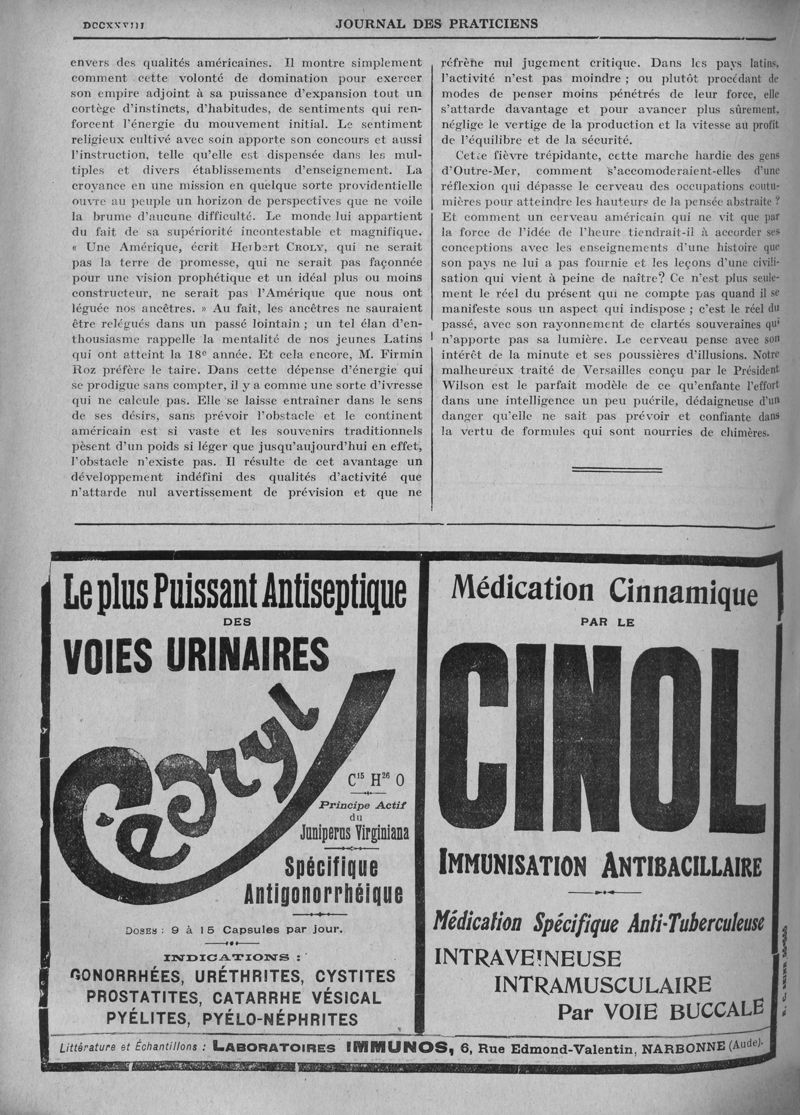 DCCXXVIII
JOURNAL DES PRATICIENS
envers des qualités américaines. Il montre simplement
comment cette volonté de domination pour exercer
son empire adjoint à sa puissance d'expansion tout un
cortège d'instincts, d'habitudes, de sentiments qui ren-
forcent l'énergie du mouvement initial. Le sentiment
religieux cultivé avec soin apporte son concours et aussi
l'instruction, telle qu'elle est dispensée dans les mul-
tiples et divers établissements d'enseignement. La
croyance en une mission en quelque sorte providentielle
ouvre au peuple un horizon de perspectives que ne voile
la brume d'aucune difficulté. Le monde lui appartient
du fait de sa supériorité incontestable et magnifique.
« Une Amérique, écrit Herbert CROLY, qui ne serait
pas la terre de promesse, qui ne serait pas façonnée
pour une vision prophétique et un idéal plus ou moins
constructeur, ne serait pas l'Amérique que nous ont
léguée nos ancêtres. » Au fait, les ancêtres ne sauraient
être relégués dans un passé lointain ; un tel élan d'en-
thousiasme rappelle la mentalité de nos jeunes Latins
qui ont atteint la 18e année. Et cela encore, M. Firmin
Roz préfère le taire. Dans cette dépense d'énergie qui
se prodigue sans compter, il y a comme une sorte d'ivresse
qui ne calcule pas. Elle se laisse entraîner dans le sens
de ses désirs, sans prévoir l'obstacle et le continent
américain est si vaste et les souvenirs traditionnels
pèsent d'un poids si léger que jusqu'aujourd'hui en effet,
l'obstacle n'existe pas. Il résulte de cet avantage un
développement indéfini des qualités d'activité que
n'attarde nul avertissement de prévision et que ne
réfrène nul jugement critique. Dans les pays latins,
l'activité n'est pas moindre ; ou plutôt procédant de
modes de penser moins pénétrés de leur force, elle
s'attarde davantage et pour avancer plus sûrement,
néglige le vertige de la production et la vitesse au profit
de l'équilibre et de la sécurité.
Cette fièvre trépidante, cette marche hardie des gens
d'Outre-Mer, comment s'accomoderaient-elles d'une
réflexion qui dépasse le cerveau des occupations coutu-
mières pour atteindre les hauteurs de la pensée abstraite ?
Et comment un cerveau américain qui ne vit que par
la force de l'idée de l'heure tiendrait-il à accorder ses
conceptions avec les enseignements d'une histoire que
son pays ne lui a pas fournie et les leçons d'une civili-
sation qui vient à peine de naître? Ce n'est plus seule-
ment le réel du présent qui ne compte pas quand il se
manifeste sous un aspect qui indispose ; c'est le réel du
passé, avec son rayonnement de clartés souveraines qui
n'apporte pas sa lumière. Le cerveau pense avec son
intérêt de la minute et ses poussières d'illusions. Notre
malheureux traité de Versailles conçu par le Président
Wilson est le parfait modèle de ce qu'enfante l'effort
dans une intelligence un peu puérile, dédaigneuse d'un
danger qu'elle ne sait pas prévoir et confiante dans
la vertu de formules qui sont nourries de chimères.
Le plus Puissant Antiseptique
DES
VOIES URINAIRES
Cedryl
C15 H26 O
Principe Actif
du
Juniperus Virginiana
Spécifique
Antigonorrhéique
DOSES : 9 à 15 Capsules par jour.
INDICATIONS :
GONORRHÉES, URÉTHRITES, CYSTITES
PROSTATITES, CATARRHE VÉSICAL
PYÉLITES, PYÉLO-NÉPHRITES
Médication Cinnamique
PAR LE
CINOL
IMMUNISATION ANTIBACILLAIRE
Médication Spécifique Anti-Tuberculeuse
INTRAVEINEUSE
INTRAMUSCULAIRE
Par VOIE BUCCALE
Littérature et Échantillons : LABORATOIRES IMMUNOS, 6, Rue Edmond-Valentin, NARBONNE (Aude).